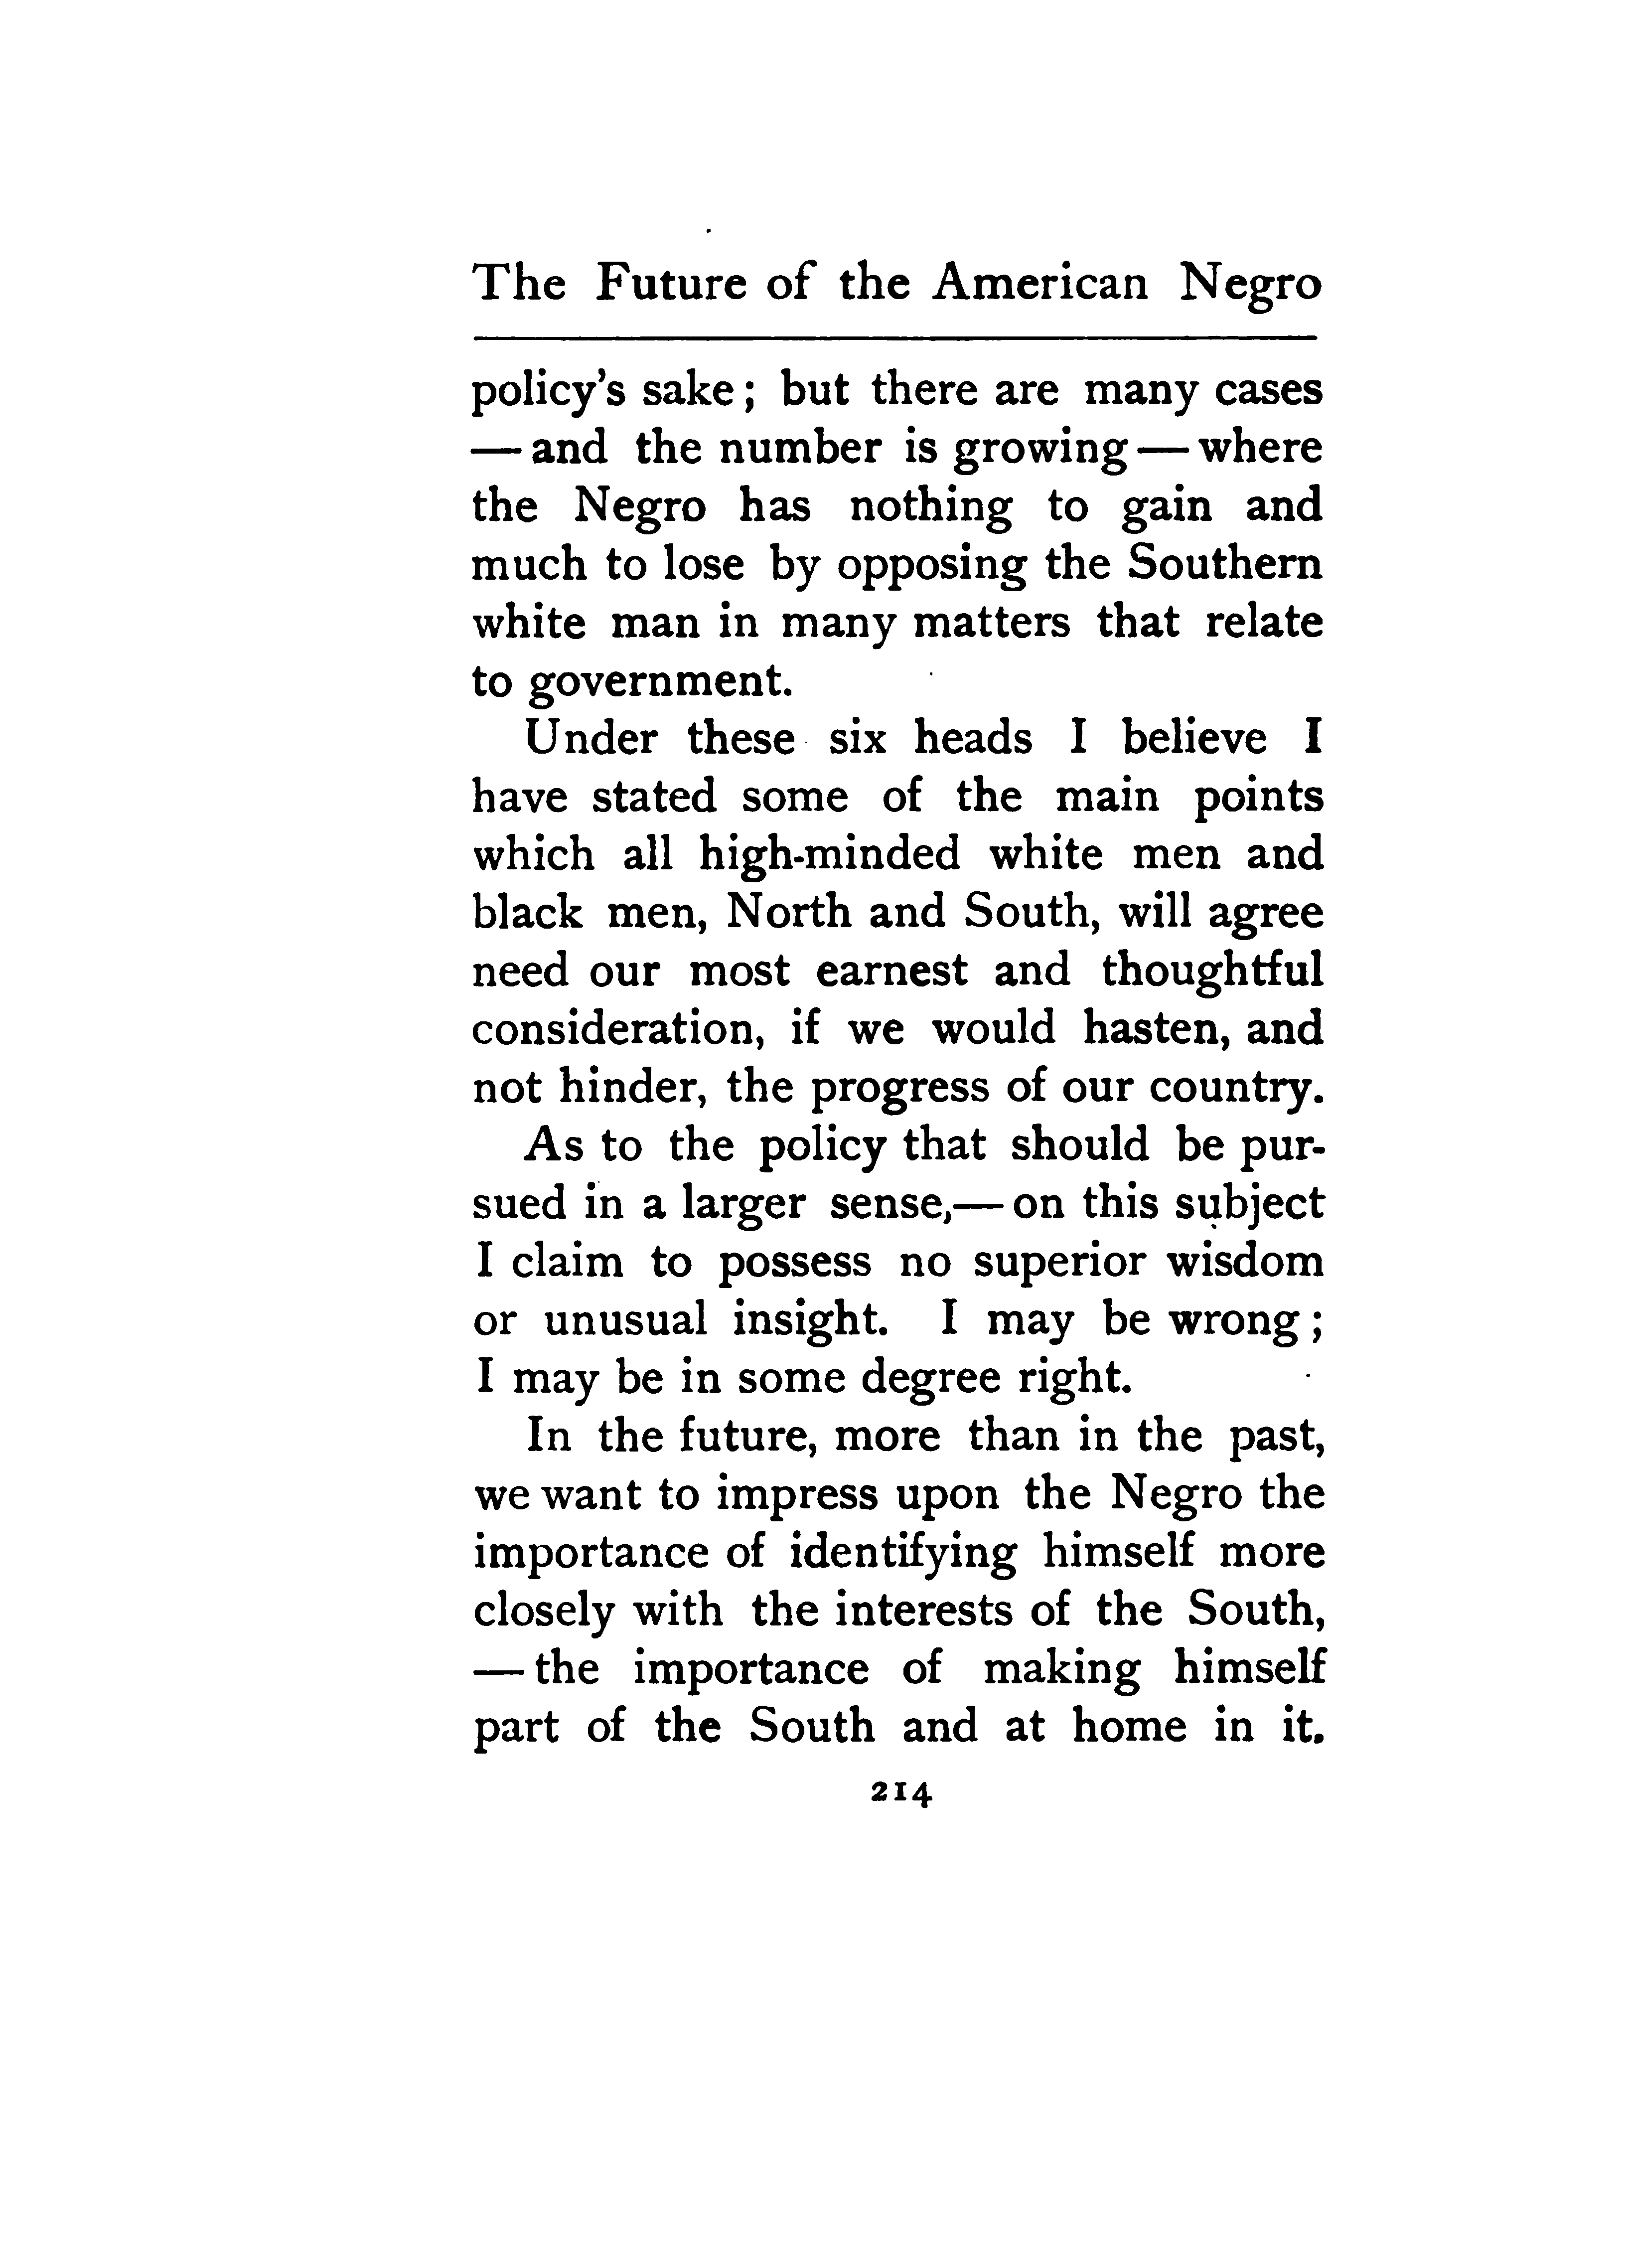 The Future of the American Negro
policy's sake; but there are many cases
—and the number is growing—where
the Negro has nothing to gain and
much to lose by opposing the Southern
white man in many matters that relate
to government.
Under these six heads I believe I
have stated some of the main points
which all high-minded white men and
black men, North and South, will agree
need our most earnest and thoughtful
consideration, if we would hasten, and
not hinder, the progress of our country.
As to the policy that should be pur-
sued in a larger sense,—on this subject
I claim to possess no superior wisdom
or unusual insight. I may be wrong;
I may be in some degree right.
In the future, more than in the past,
we want to impress upon the Negro the
importance of identifying himself more
closely with the interests of the South,
—the importance of making himself
part of the South and at home in it.
214